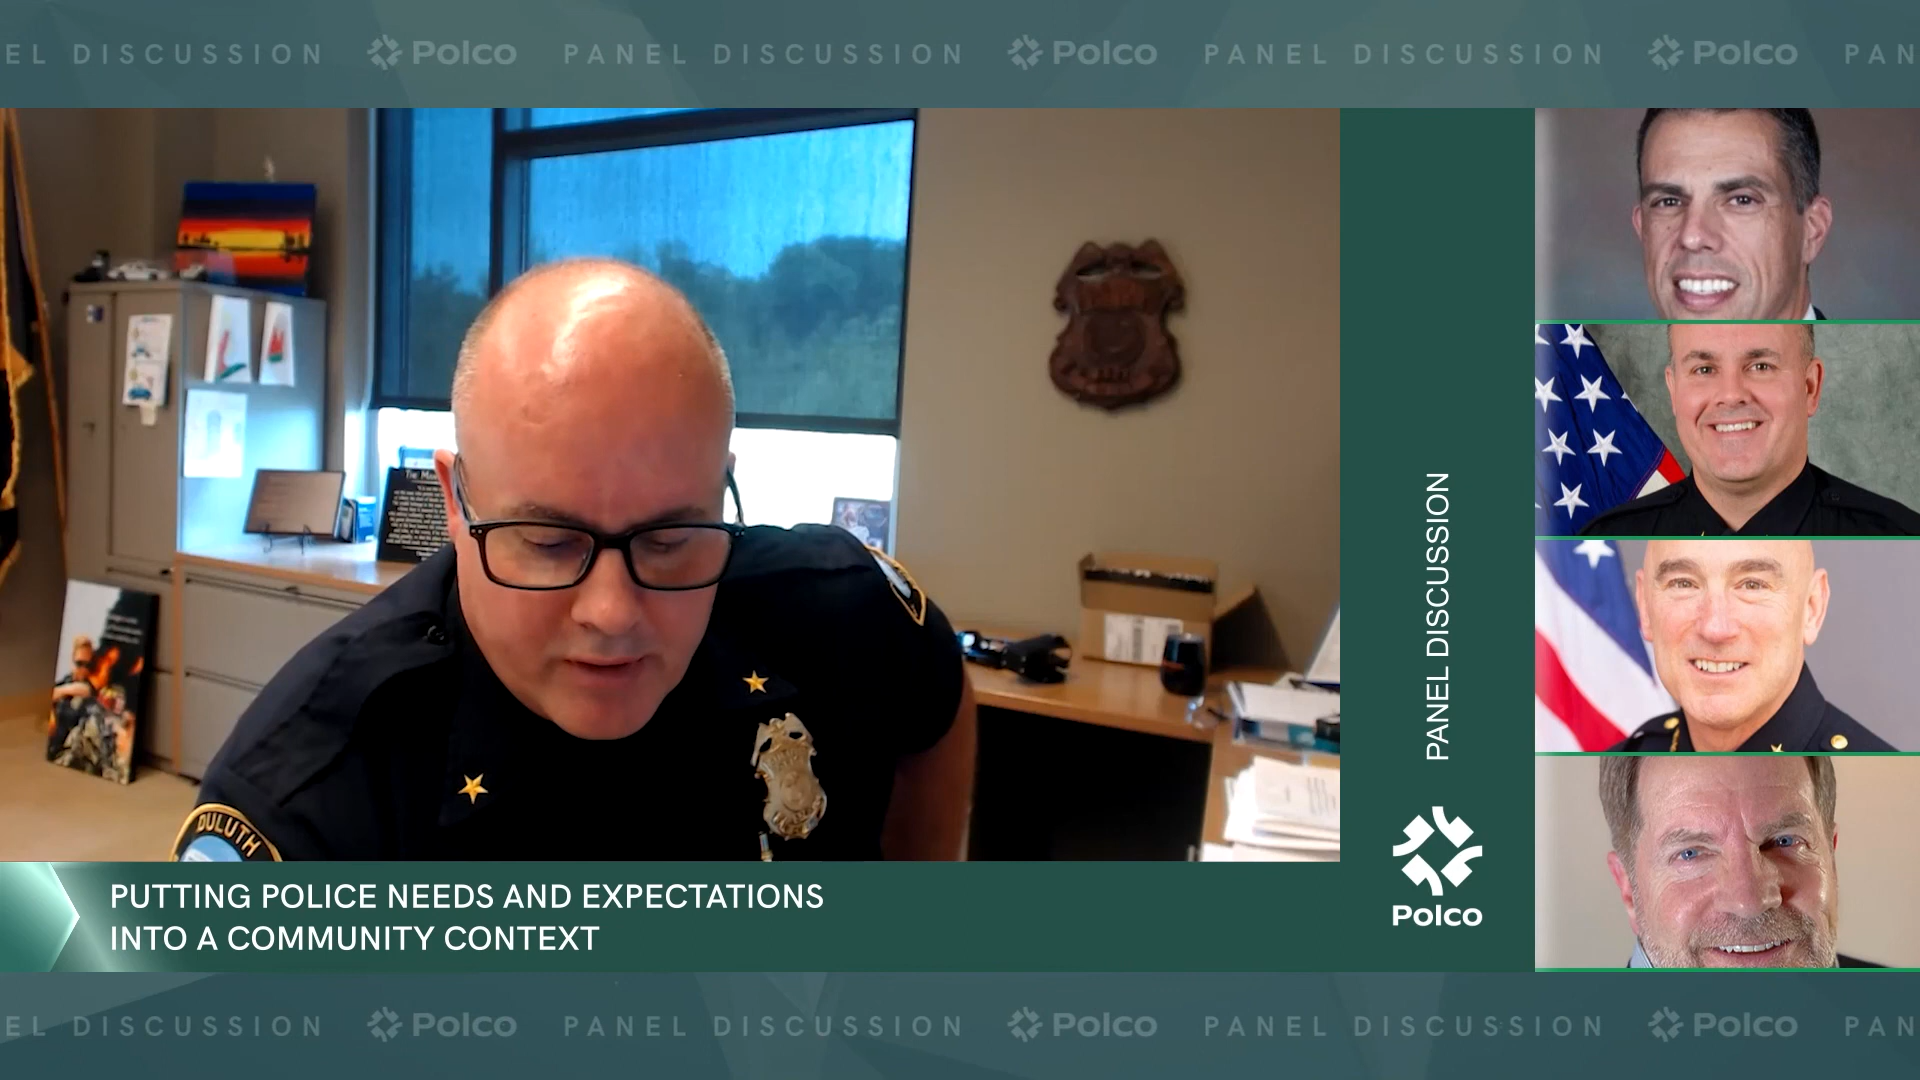 EL DISCUSSION Polco PANEL DISCUSSION Polco PANEL DISCUSSION Polco PAN
DULUTH
PANEL DISCUSSION
Polco
PUTTING POLICE NEEDS AND EXPECTATIONS
INTO A COMMUNITY CONTEXT
EL DISCUSSION Polco PANEL DISCUSSION Polco PANEL DISCUSSION Polco PAN